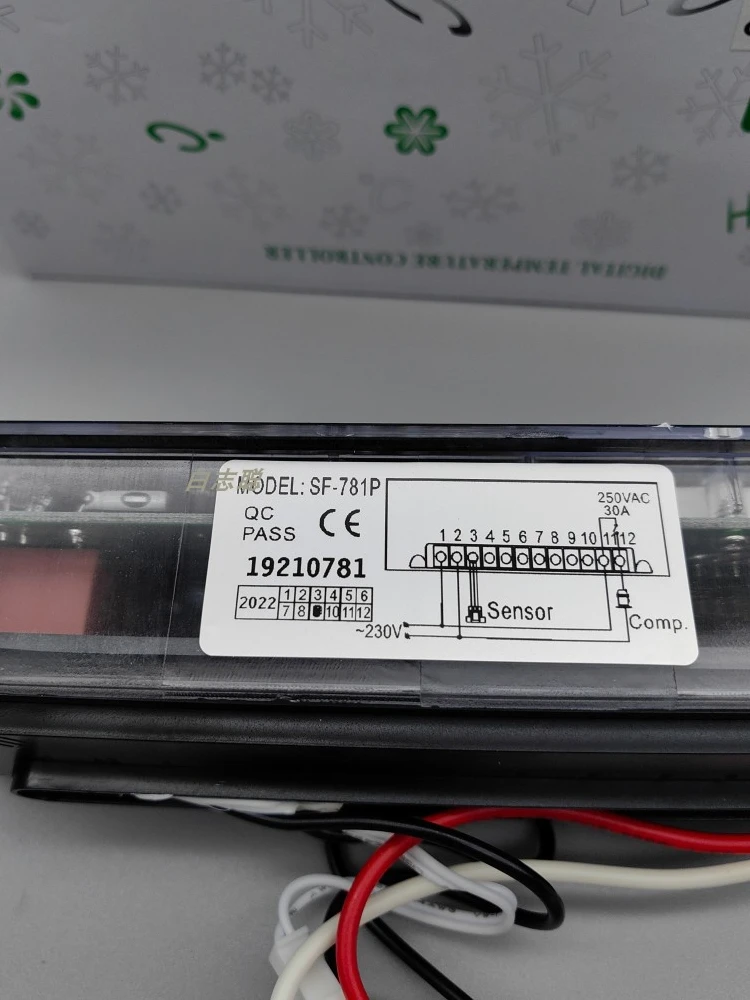 DIGITAL TEMPERATURE CONTROLLER
白志聪
MODEL: SF-781P
QC
PASS
CE
19210781
2022
1 2 3 4 5 6
7 8 10 11 12
250VAC
30A
1 2 3 4 5 6 7 8 9 10 11 12
Sensor
~230V
Comp.